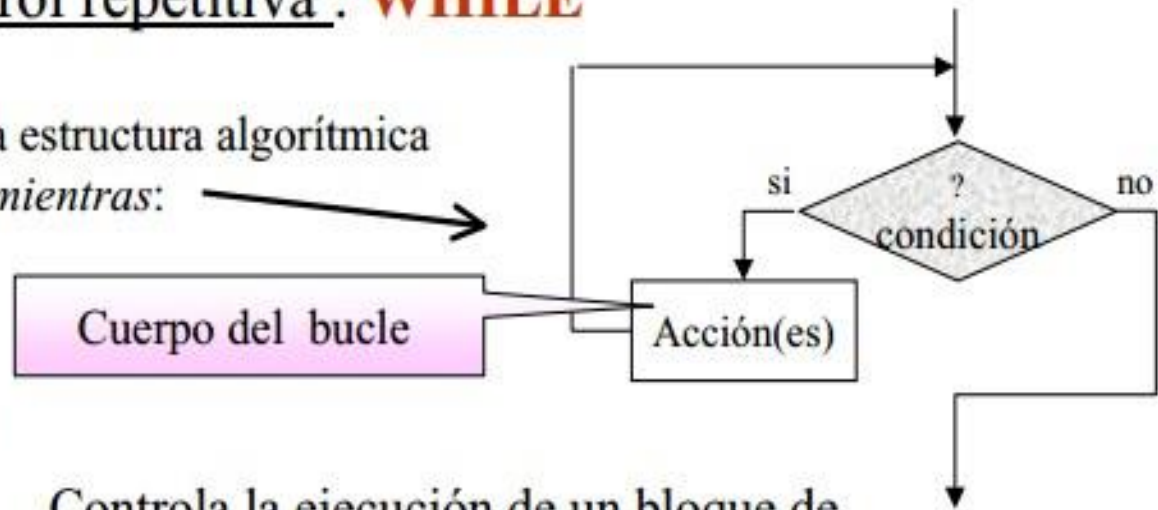 repetitiva : WHILE
estructura algorítmica
mientras:
si
?
no
condición
Cuerpo del bucle
Acción(es)
Controla la ejecución de un bloque de